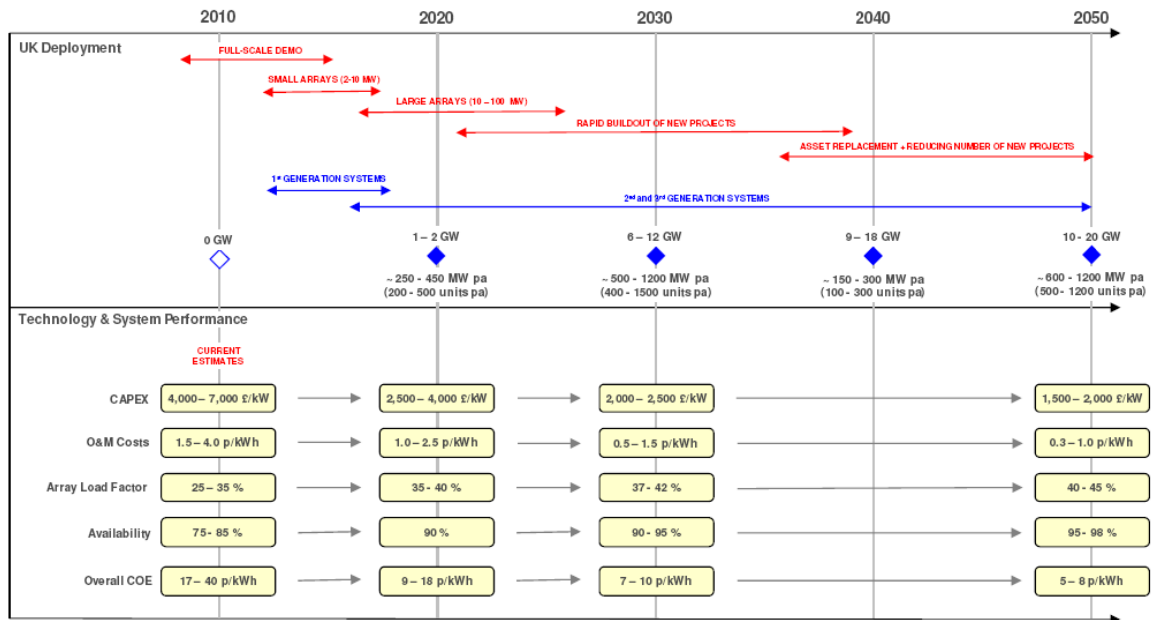 2010 2020 2030 2040 2050
UK Deployment
FULL-SCALE DEMO
SMALL ARRAYS (2-10 MW)
LARGE ARRAYS (10 – 100 MW)
RAPID BUILDOUT OF NEW PROJECTS
ASSET REPLACEMENT + REDUCING NUMBER OF NEW PROJECTS
1st GENERATION SYSTEMS
2nd and 3rd GENERATION SYSTEMS
0 GW 1 – 2 GW 6 – 12 GW 9 – 18 GW 10 - 20 GW
~ 250 - 450 MW pa ~ 500 - 1200 MW pa ~ 150 - 300 MW pa ~ 600 - 1200 MW pa
(200 - 500 units pa) (400 - 1500 units pa) (100 - 300 units pa) (500 - 1200 units pa)
Technology & System Performance
CURRENT
ESTIMATES
CAPEX 4,000 – 7,000 £/kW 2,500 – 4,000 £/kW 2,000 – 2,500 £/kW 1,500 – 2,000 £/kW
O&M Costs 1.5 – 4.0 p/kWh 1.0 – 2.5 p/kWh 0.5 – 1.5 p/kWh 0.3 – 1.0 p/kWh
Array Load Factor 25 – 35 % 35 - 40 % 37 - 42 % 40 - 45 %
Availability 75 - 85 % 90 % 90 - 95 % 95 - 98 %
Overall COE 17 – 40 p/kWh 9 – 18 p/kWh 7 – 10 p/kWh 5 – 8 p/kWh